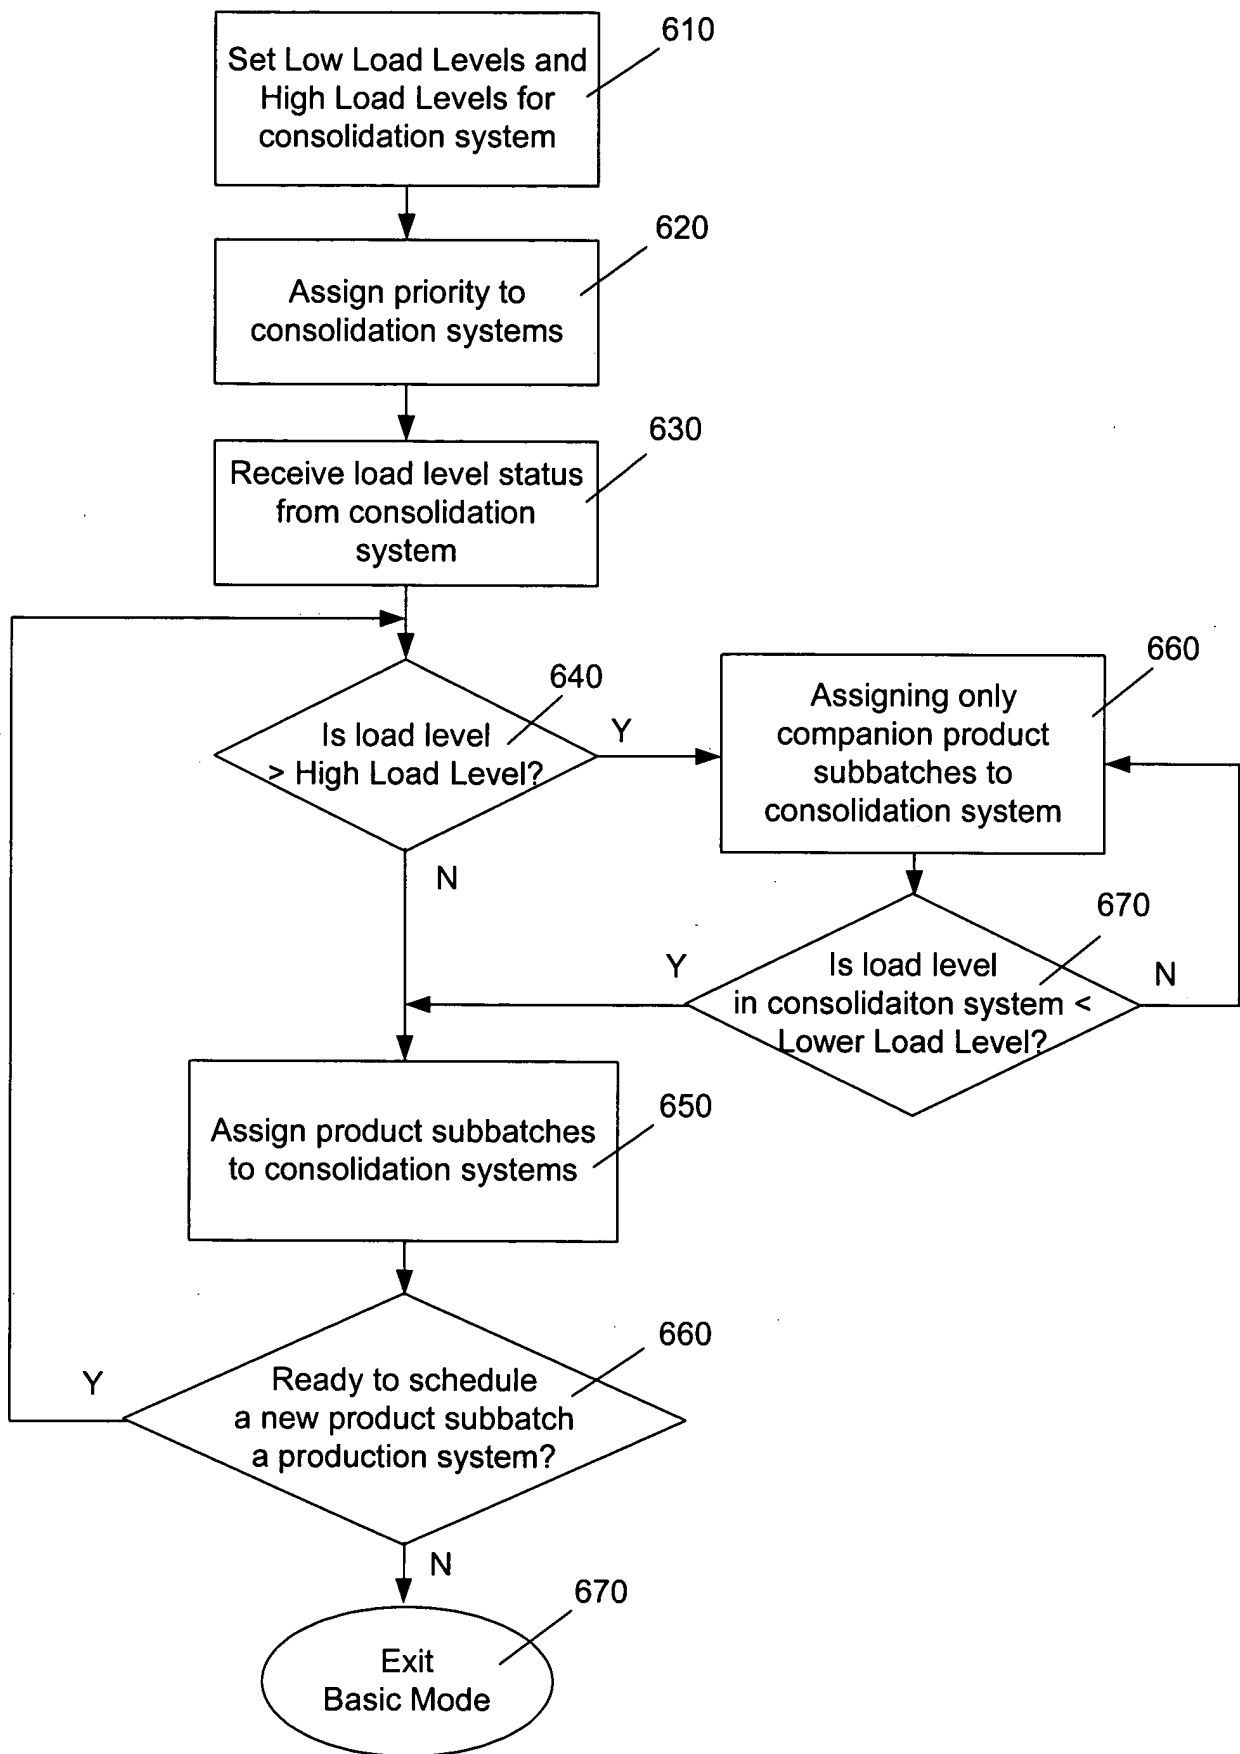 610
Set Low Load Levels and
High Load Levels for
consolidation system
620
Assign priority to
consolidation systems
630
Receive load level status
from consolidation
system
640
Is load level
> High Load Level?
Y
N
660
Assigning only
companion product
subbatches to
consolidation system
670
Is load level
in consolidaiton system <
Lower Load Level?
Y
N
650
Assign product subbatches
to consolidation systems
660
Ready to schedule
a new product subbatch
a production system?
Y
N
670
Exit
Basic Mode